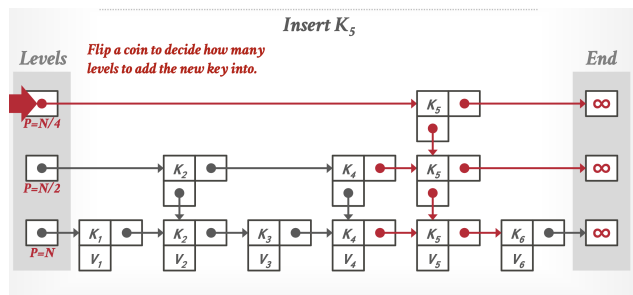 Insert K5
Levels
Flip a coin to decide how many
levels to add the new key into.
End
K5
∞
P=N/4
K2
K4
K5
∞
P=N/2
K1
K2
K3
K4
K5
K6
∞
P=N
V1
V2
V3
V4
V5
V6